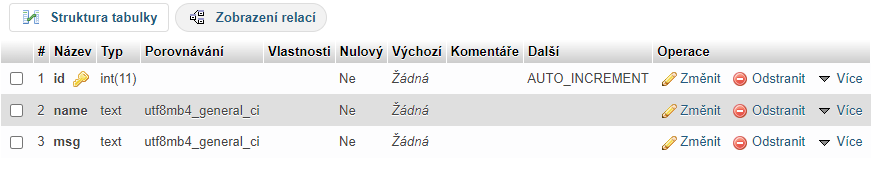 Struktura tabulky Zobrazení relací
# Název Typ Porovnávání Vlastnosti Nulový Výchozí Komentáře Další Operace
1 id int(11) Ne Žádná AUTO_INCREMENT Změnit Odstranit Více
2 name text utf8mb4_general_ci Ne Žádná Změnit Odstranit Více
3 msg text utf8mb4_general_ci Ne Žádná Změnit Odstranit Více